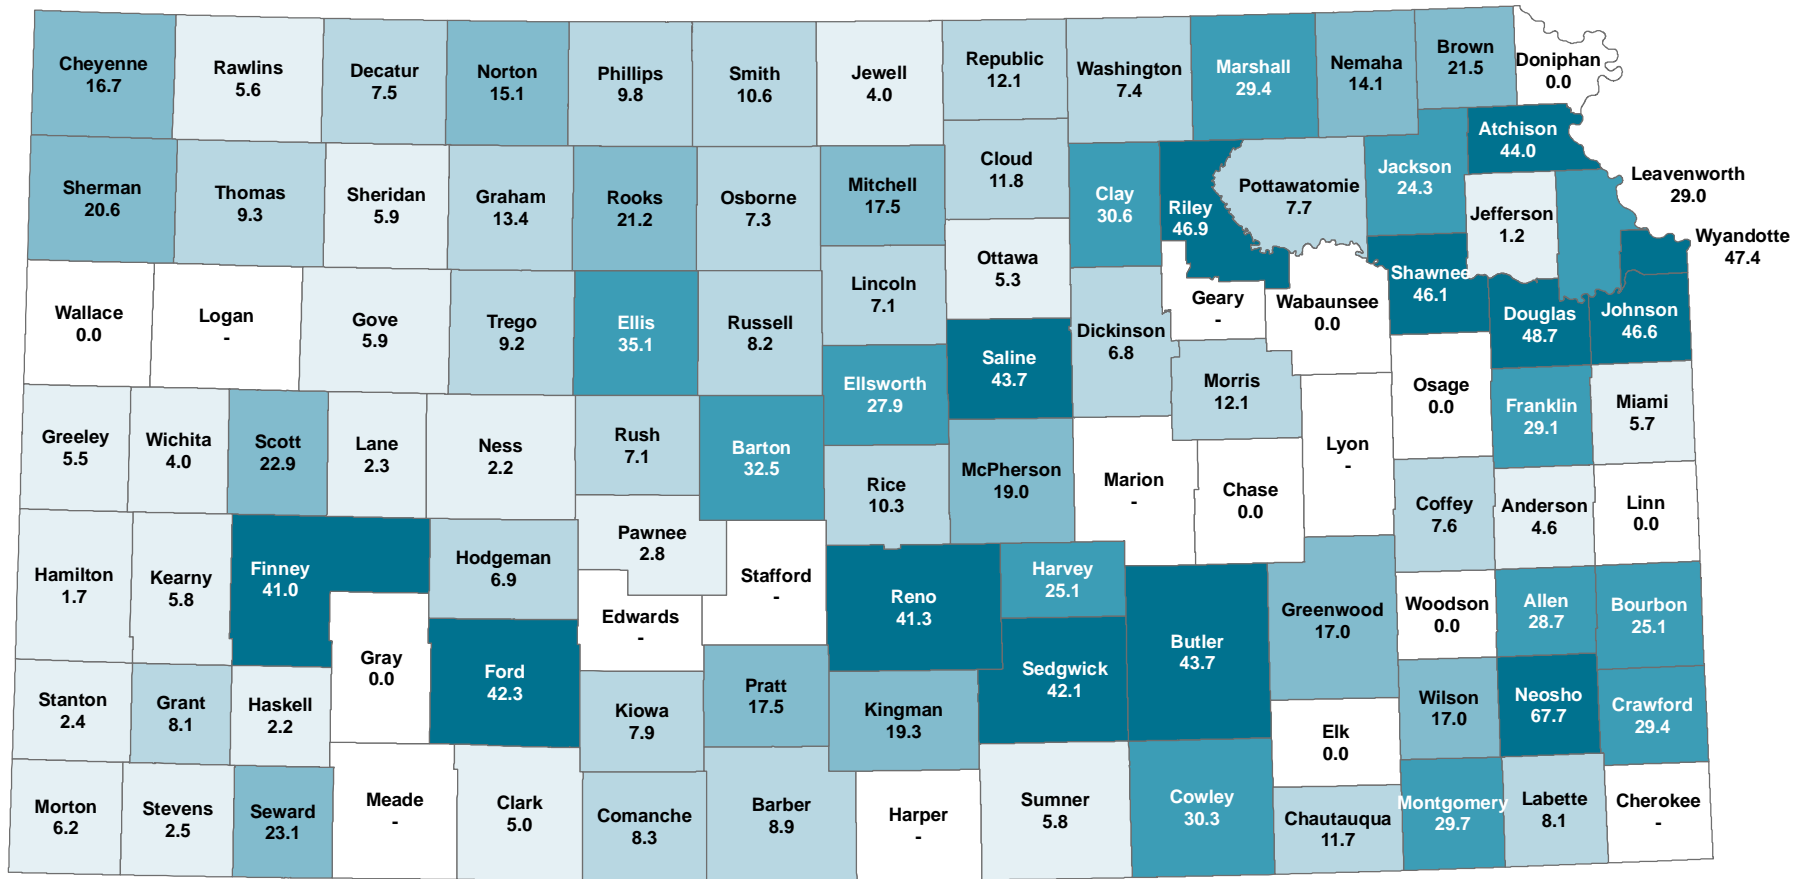 Cheyenne
16.7
Rawlins
5.6
Decatur
7.5
Norton
15.1
Phillips
9.8
Smith
10.6
Jewell
4.0
Republic
12.1
Washington
7.4
Marshall
29.4
Nemaha
14.1
Brown
21.5
Doniphan
0.0
Atchison
44.0
Sherman
20.6
Thomas
9.3
Sheridan
5.9
Graham
13.4
Rooks
21.2
Osborne
7.3
Mitchell
17.5
Cloud
11.8
Clay
30.6
Riley
46.9
Pottawatomie
7.7
Jackson
24.3
Jefferson
1.2
Leavenworth
29.0
Wyandotte
47.4
Wallace
0.0
Logan
-
Gove
5.9
Trego
9.2
Ellis
35.1
Russell
8.2
Lincoln
7.1
Ottawa
5.3
Saline
43.7
Dickinson
6.8
Geary
-
Wabaunsee
0.0
Shawnee
46.1
Douglas
48.7
Johnson
46.6
Greeley
5.5
Wichita
4.0
Scott
22.9
Lane
2.3
Ness
2.2
Rush
7.1
Barton
32.5
Ellsworth
27.9
Rice
10.3
McPherson
19.0
Marion
-
Morris
12.1
Chase
0.0
Lyon
-
Osage
0.0
Franklin
29.1
Miami
5.7
Coffey
7.6
Anderson
4.6
Linn
0.0
Hamilton
1.7
Kearny
5.8
Finney
41.0
Hodgeman
6.9
Pawnee
2.8
Stafford
-
Edwards
-
Reno
41.3
Harvey
25.1
Butler
43.7
Greenwood
17.0
Woodson
0.0
Allen
28.7
Bourbon
25.1
Gray
0.0
Ford
42.3
Sedgwick
42.1
Stanton
2.4
Grant
8.1
Haskell
2.2
Kiowa
7.9
Pratt
17.5
Kingman
19.3
Elk
0.0
Wilson
17.0
Neosho
67.7
Crawford
29.4
Morton
6.2
Stevens
2.5
Seward
23.1
Meade
-
Clark
5.0
Comanche
8.3
Barber
8.9
Harper
-
Sumner
5.8
Cowley
30.3
Chautauqua
11.7
Montgomery
29.7
Labette
8.1
Cherokee
-